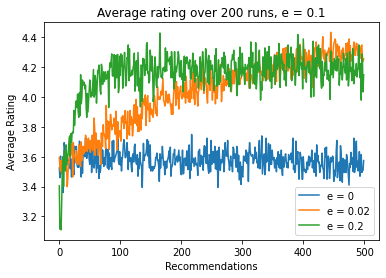 Average rating over 200 runs, e = 0.1
Average Rating
4.4
4.2
4.0
3.8
3.6
3.4
3.2
0 100 200 300 400 500
Recommendations
e = 0
e = 0.02
e = 0.2